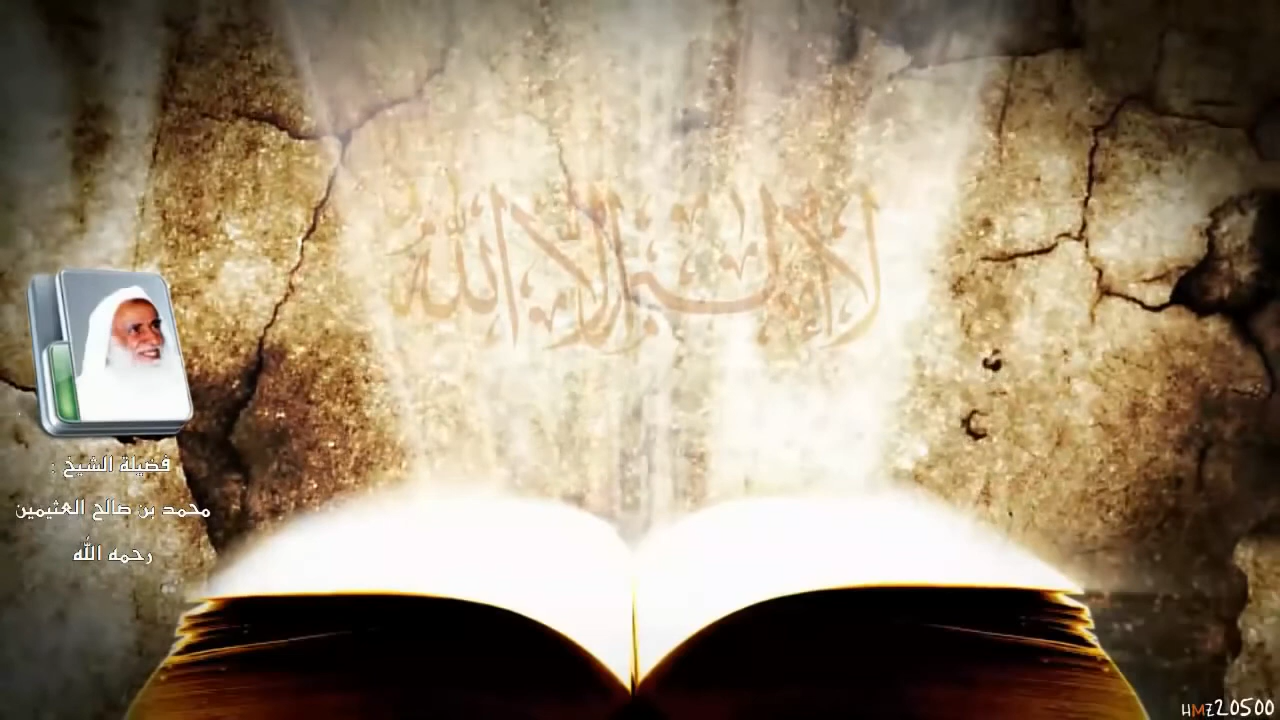 لا إله إلا الله
فضيلة الشيخ :
محمد بن صالح العثيمين
رحمه الله
HMZ20500